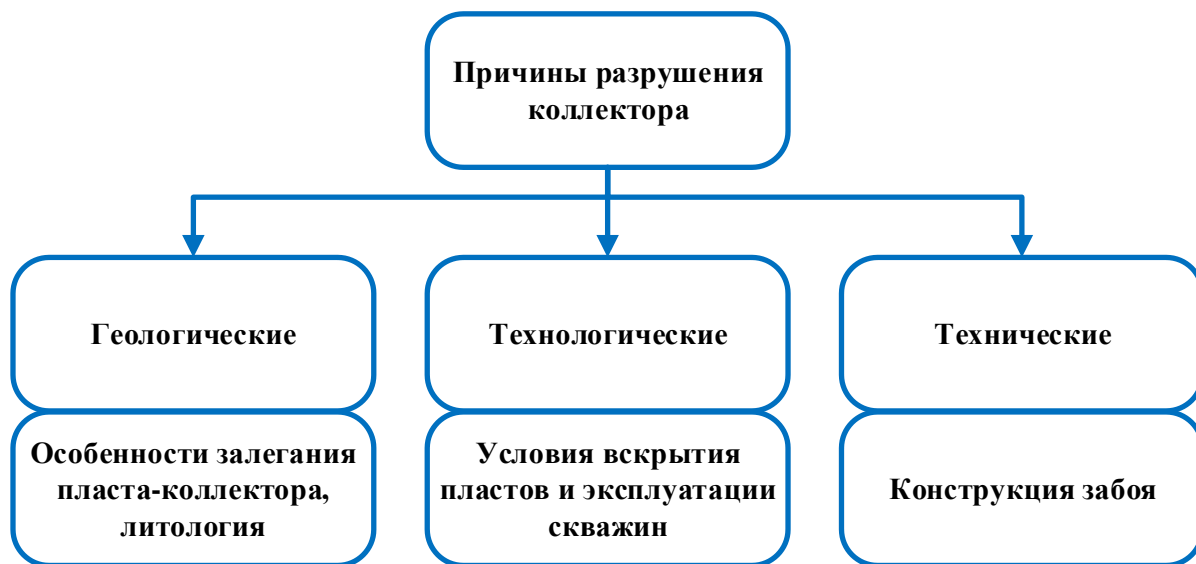 Причины разрушения
коллектора
Геологические
Технологические
Технические
Особенности залегания
пласта-коллектора,
литология
Условия вскрытия
пластов и эксплуатации
скважин
Конструкция забоя